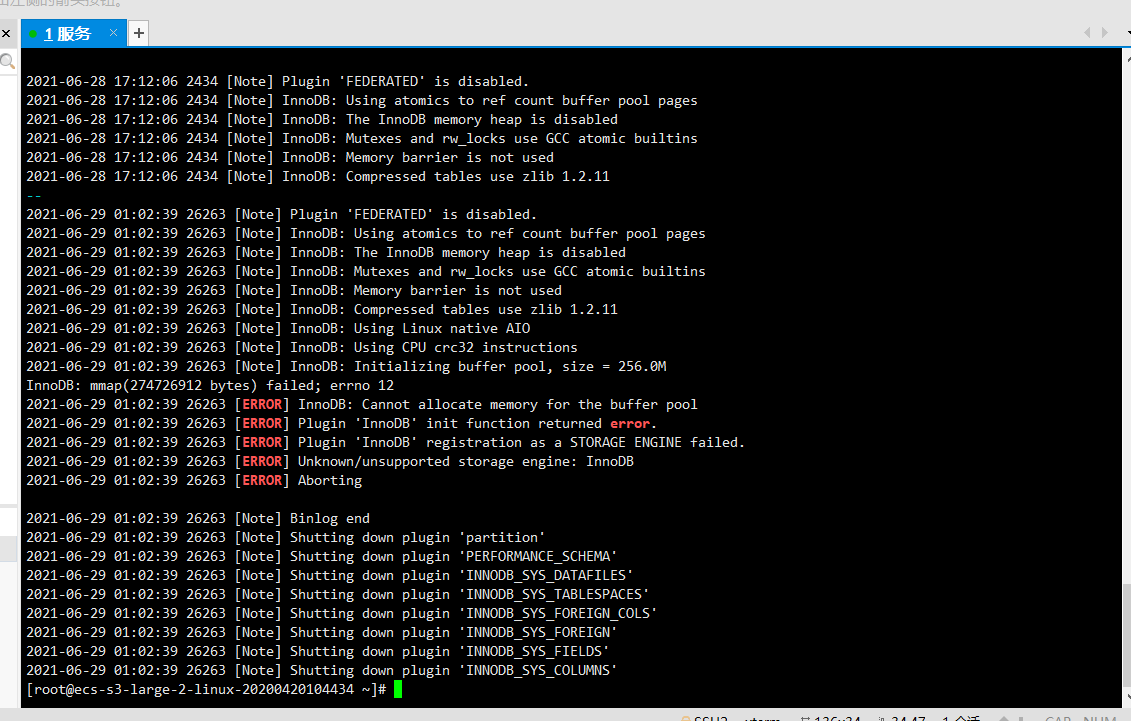 1 服务
2021-06-28 17:12:06 2434 [Note] Plugin 'FEDERATED' is disabled.
2021-06-28 17:12:06 2434 [Note] InnoDB: Using atomics to ref count buffer pool pages
2021-06-28 17:12:06 2434 [Note] InnoDB: The InnoDB memory heap is disabled
2021-06-28 17:12:06 2434 [Note] InnoDB: Mutexes and rw_locks use GCC atomic builtins
2021-06-28 17:12:06 2434 [Note] InnoDB: Memory barrier is not used
2021-06-28 17:12:06 2434 [Note] InnoDB: Compressed tables use zlib 1.2.11
--
2021-06-29 01:02:39 26263 [Note] Plugin 'FEDERATED' is disabled.
2021-06-29 01:02:39 26263 [Note] InnoDB: Using atomics to ref count buffer pool pages
2021-06-29 01:02:39 26263 [Note] InnoDB: The InnoDB memory heap is disabled
2021-06-29 01:02:39 26263 [Note] InnoDB: Mutexes and rw_locks use GCC atomic builtins
2021-06-29 01:02:39 26263 [Note] InnoDB: Memory barrier is not used
2021-06-29 01:02:39 26263 [Note] InnoDB: Compressed tables use zlib 1.2.11
2021-06-29 01:02:39 26263 [Note] InnoDB: Using Linux native AIO
2021-06-29 01:02:39 26263 [Note] InnoDB: Using CPU crc32 instructions
2021-06-29 01:02:39 26263 [Note] InnoDB: Initializing buffer pool, size = 256.0M
InnoDB: mmap(274726912 bytes) failed; errno 12
2021-06-29 01:02:39 26263 [ERROR] InnoDB: Cannot allocate memory for the buffer pool
2021-06-29 01:02:39 26263 [ERROR] Plugin 'InnoDB' init function returned error.
2021-06-29 01:02:39 26263 [ERROR] Plugin 'InnoDB' registration as a STORAGE ENGINE failed.
2021-06-29 01:02:39 26263 [ERROR] Unknown/unsupported storage engine: InnoDB
2021-06-29 01:02:39 26263 [ERROR] Aborting
2021-06-29 01:02:39 26263 [Note] Binlog end
2021-06-29 01:02:39 26263 [Note] Shutting down plugin 'partition'
2021-06-29 01:02:39 26263 [Note] Shutting down plugin 'PERFORMANCE_SCHEMA'
2021-06-29 01:02:39 26263 [Note] Shutting down plugin 'INNODB_SYS_DATAFILES'
2021-06-29 01:02:39 26263 [Note] Shutting down plugin 'INNODB_SYS_TABLESPACES'
2021-06-29 01:02:39 26263 [Note] Shutting down plugin 'INNODB_SYS_FOREIGN_COLS'
2021-06-29 01:02:39 26263 [Note] Shutting down plugin 'INNODB_SYS_FOREIGN'
2021-06-29 01:02:39 26263 [Note] Shutting down plugin 'INNODB_SYS_FIELDS'
2021-06-29 01:02:39 26263 [Note] Shutting down plugin 'INNODB_SYS_COLUMNS'
[root@ecs-s3-large-2-linux-20200420104434 ~]#